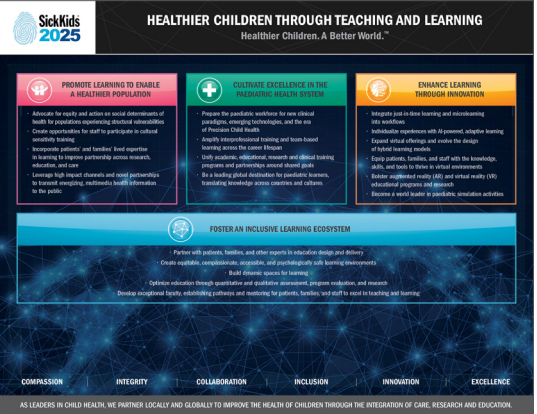 SickKids
2025
HEALTHIER CHILDREN THROUGH TEACHING AND LEARNING
Healthier Children. A Better World.™
PROMOTE LEARNING TO ENABLE
A HEALTHIER POPULATION
· Advocate for equity and action on social determinants of
health for populations experiencing structural vulnerabilities
· Create opportunities for staff to participate in cultural
sensitivity training
· Incorporate patients' and families' lived expertise
in learning to improve partnership across research,
education, and care
· Leverage high impact channels and novel partnerships
to transmit energizing, multimedia health information
to the public
CULTIVATE EXCELLENCE IN THE
PAEDIATRIC HEALTH SYSTEM
· Prepare the paediatric workforce for new clinical
paradigms, emerging technologies, and the era
of Precision Child Health
· Amplify interprofessional training and team-based
learning across the career lifespan
· Unify academic, educational, research and clinical training
programs and partnerships around shared goals
· Be a leading global destination for paediatric learners,
translating knowledge across countries and cultures
ENHANCE LEARNING
THROUGH INNOVATION
· Integrate just-in-time learning and microlearning
into workflows
· Individualize experiences with AI-powered, adaptive learning
· Expand virtual offerings and evolve the design
of hybrid learning models
· Equip patients, families, and staff with the knowledge,
skills, and tools to thrive in virtual environments
· Bolster augmented reality (AR) and virtual reality (VR)
educational programs and research
· Become a world leader in paediatric simulation activities
FOSTER AN INCLUSIVE LEARNING ECOSYSTEM
· Partner with patients, families, and other experts in education design and delivery
· Create equitable, compassionate, accessible, and psychologically safe learning environments
· Build dynamic spaces for learning
· Optimize education through quantitative and qualitative assessment, program evaluation, and research
· Develop exceptional faculty, establishing pathways and mentoring for patients, families, and staff to excel in teaching and learning
COMPASSION | INTEGRITY | COLLABORATION | INCLUSION | INNOVATION | EXCELLENCE
AS LEADERS IN CHILD HEALTH, WE PARTNER LOCALLY AND GLOBALLY TO IMPROVE THE HEALTH OF CHILDREN THROUGH THE INTEGRATION OF CARE, RESEARCH AND EDUCATION.